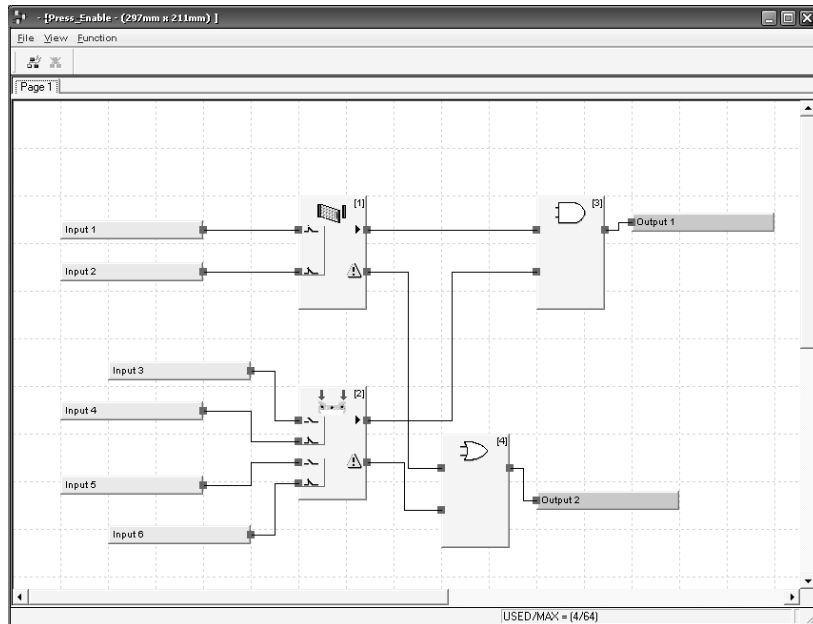 - [Press_Enable - (297mm x 211mm) ]
File View Function
Page 1
[1]
[3]
Input 1
Output 1
Input 2
Input 3
[2]
Input 4
[4]
Input 5
Output 2
Input 6
USED/MAX = (4/64)